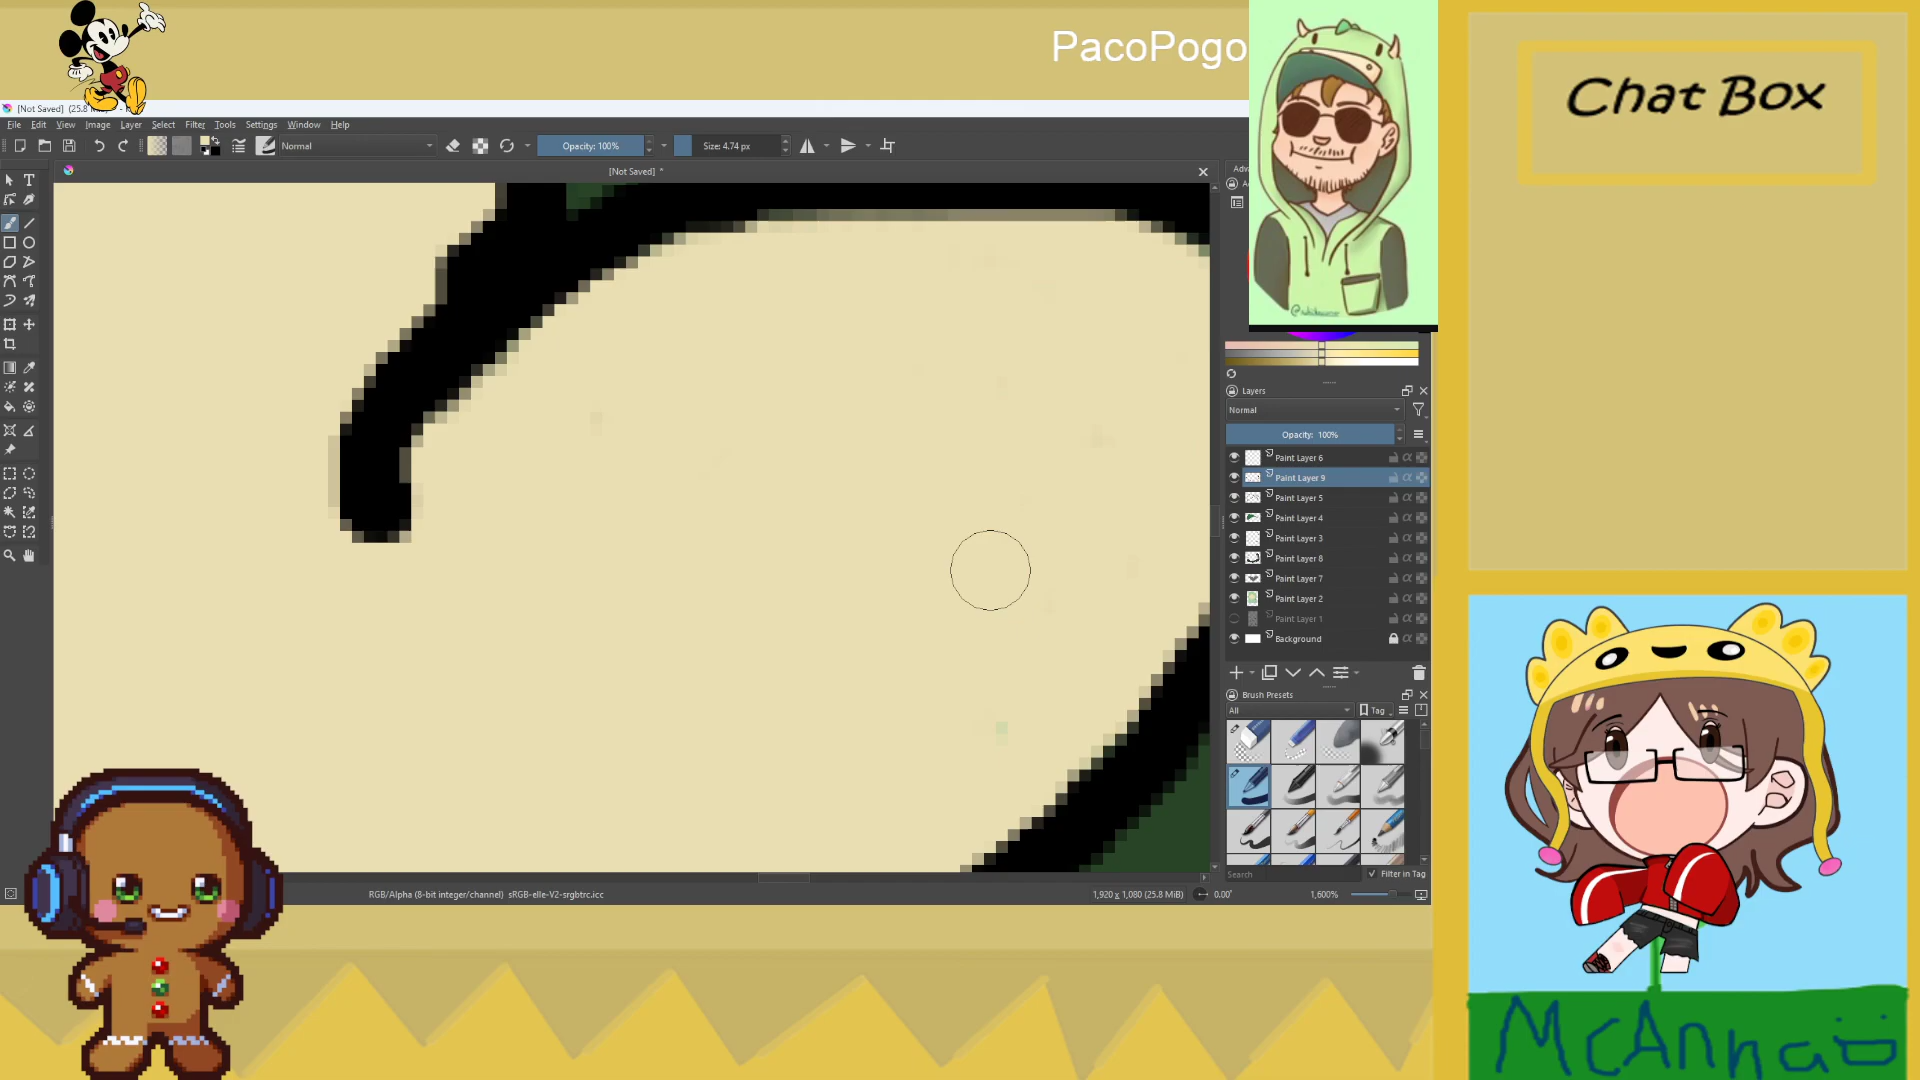 PacoPogo
Chat Box
[Not Saved] (25.8 M
File Edit View Image Layer Select Filter Tools Settings Window Help
Normal
Opacity: 100%
Size: 4.74 px
[Not Saved] *
Layers
Normal
Opacity: 100%
Paint Layer 6
Paint Layer 9
Paint Layer 5
Paint Layer 4
Paint Layer 3
Paint Layer 8
Paint Layer 7
Paint Layer 2
Paint Layer 1
Background
Brush Presets
All
Tag
Search
Filter in Tag
RGB/Alpha (8-bit integer/channel) sRGB-elle-V2-srgbtrc.icc
1,920 x 1,080 (25.8 MiB)
0.00°
1,600%
McAnna